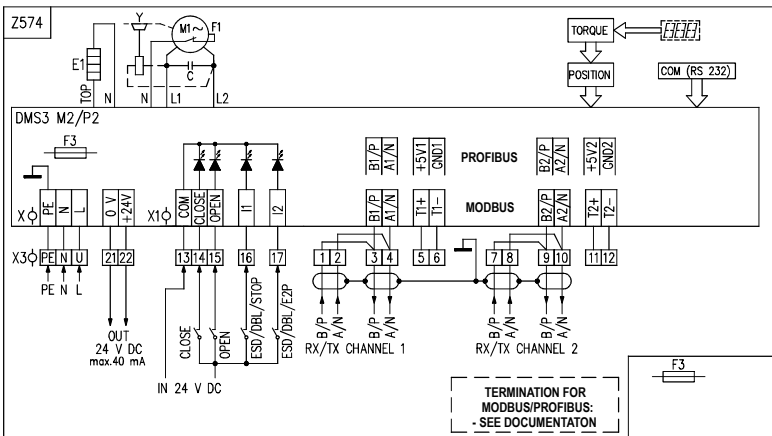 Z574
Y
M1~
F1
E1
C
TOP
N
N
L1
L2
TORQUE
POSITION
COM (RS 232)
DMS3 M2/P2
F3
B1/P
A1/N
+5V1
GND1
PROFIBUS
B2/P
A2/N
+5V2
GND2
X
PE
N
L
0 V
+24V
X1
COM
CLOSE
OPEN
I1
I2
B1/P
A1/N
T1+
T1-
MODBUS
B2/P
A2/N
T2+
T2-
X3
PE
N
U
21
22
13
14
15
16
17
1
2
3
4
5
6
7
8
9
10
11
12
PE N L
OUT
24 V DC
max.40 mA
CLOSE
OPEN
ESD/DBL/STOP
ESD/DBL/E2P
IN 24 V DC
B/P
A/N
B/P
A/N
RX/TX CHANNEL 1
B/P
A/N
B/P
A/N
RX/TX CHANNEL 2
TERMINATION FOR
MODBUS/PROFIBUS:
- SEE DOCUMENTATON
F3